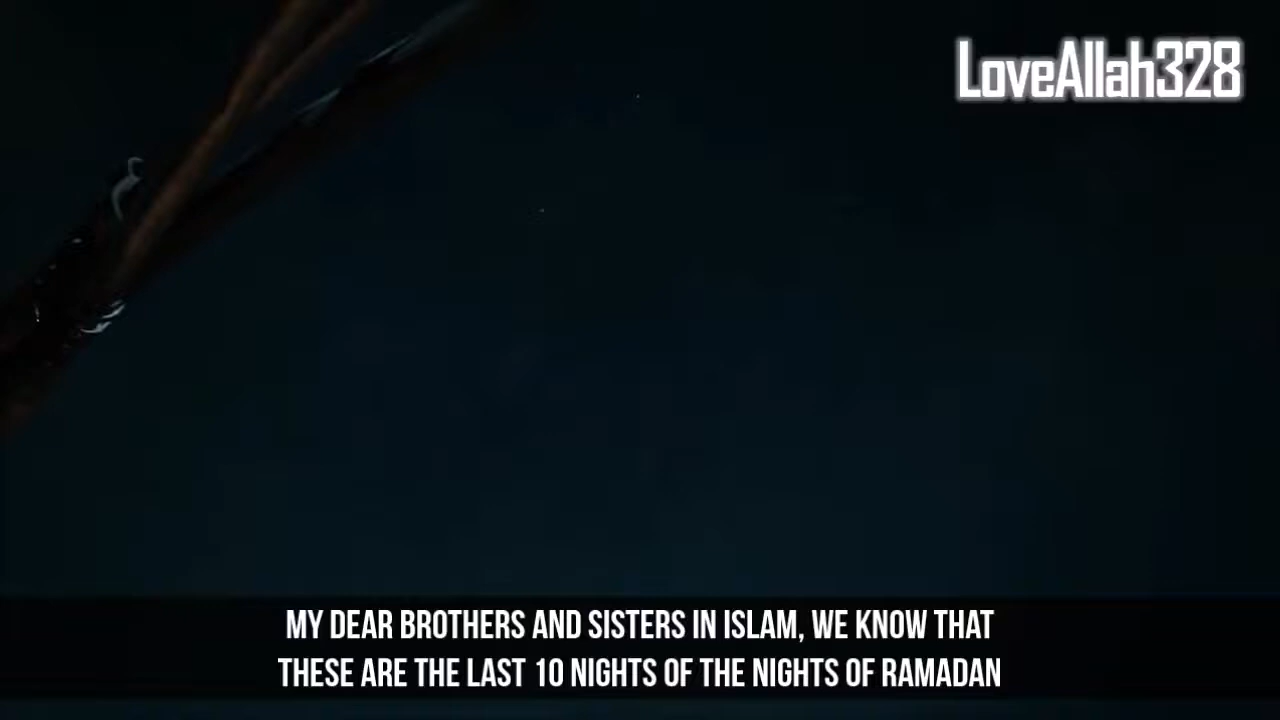 LoveAllah328
MY DEAR BROTHERS AND SISTERS IN ISLAM, WE KNOW THAT
THESE ARE THE LAST 10 NIGHTS OF THE NIGHTS OF RAMADAN